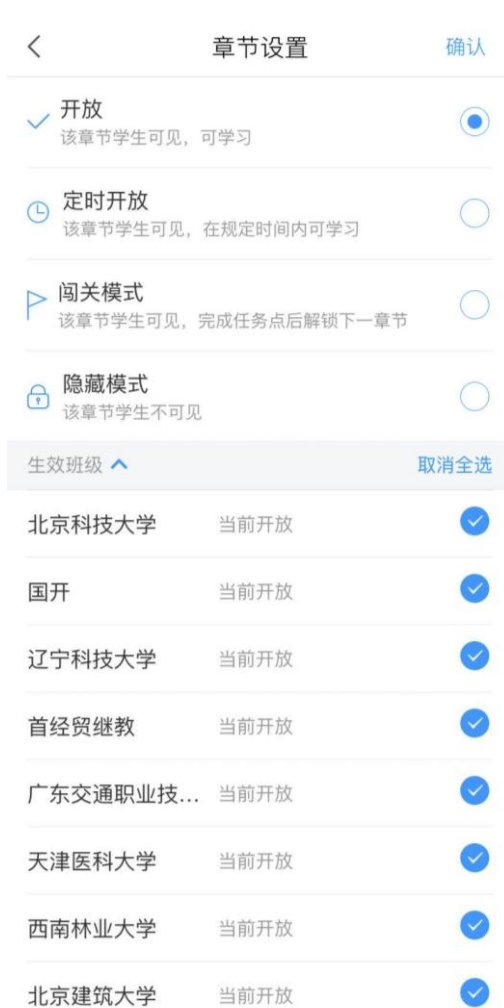 章节设置
确认
开放
该章节学生可见，可学习
定时开放
该章节学生可见，在规定时间内可学习
闯关模式
该章节学生可见，完成任务点后解锁下一章节
隐藏模式
该章节学生不可见
生效班级
取消全选
北京科技大学 当前开放
国开 当前开放
辽宁科技大学 当前开放
首经贸继教 当前开放
广东交通职业技... 当前开放
天津医科大学 当前开放
西南林业大学 当前开放
北京建筑大学 当前开放